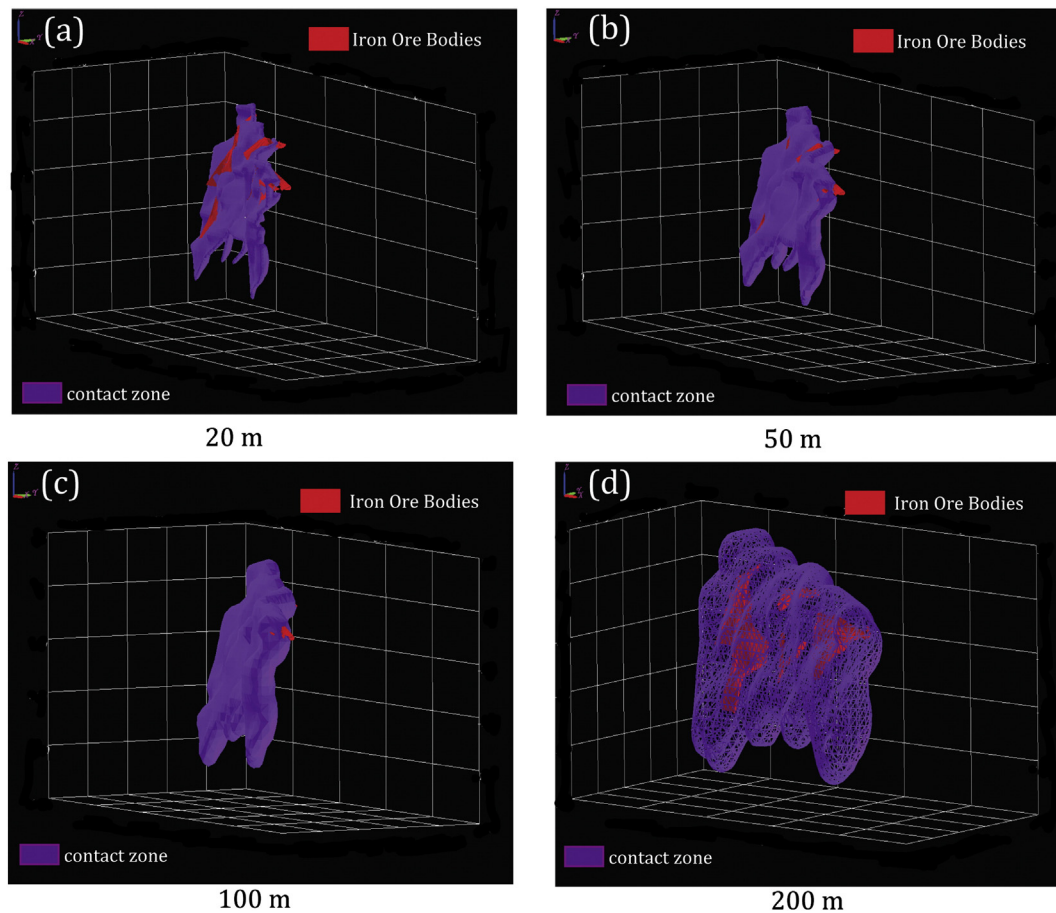 (a)
Iron Ore Bodies
contact zone
20 m
(b)
Iron Ore Bodies
contact zone
50 m
(c)
Iron Ore Bodies
contact zone
100 m
(d)
Iron Ore Bodies
contact zone
200 m